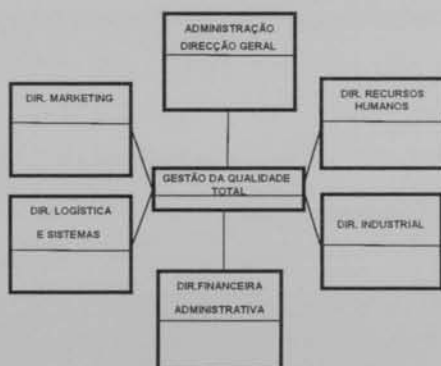 ADMINISTRAÇÃO
DIRECÇÃO GERAL
DIR. MARKETING
DIR. RECURSOS
HUMANOS
GESTÃO DA QUALIDADE
TOTAL
DIR. LOGÍSTICA
E SISTEMAS
DIR. INDUSTRIAL
DIR.FINANCEIRA
ADMINISTRATIVA